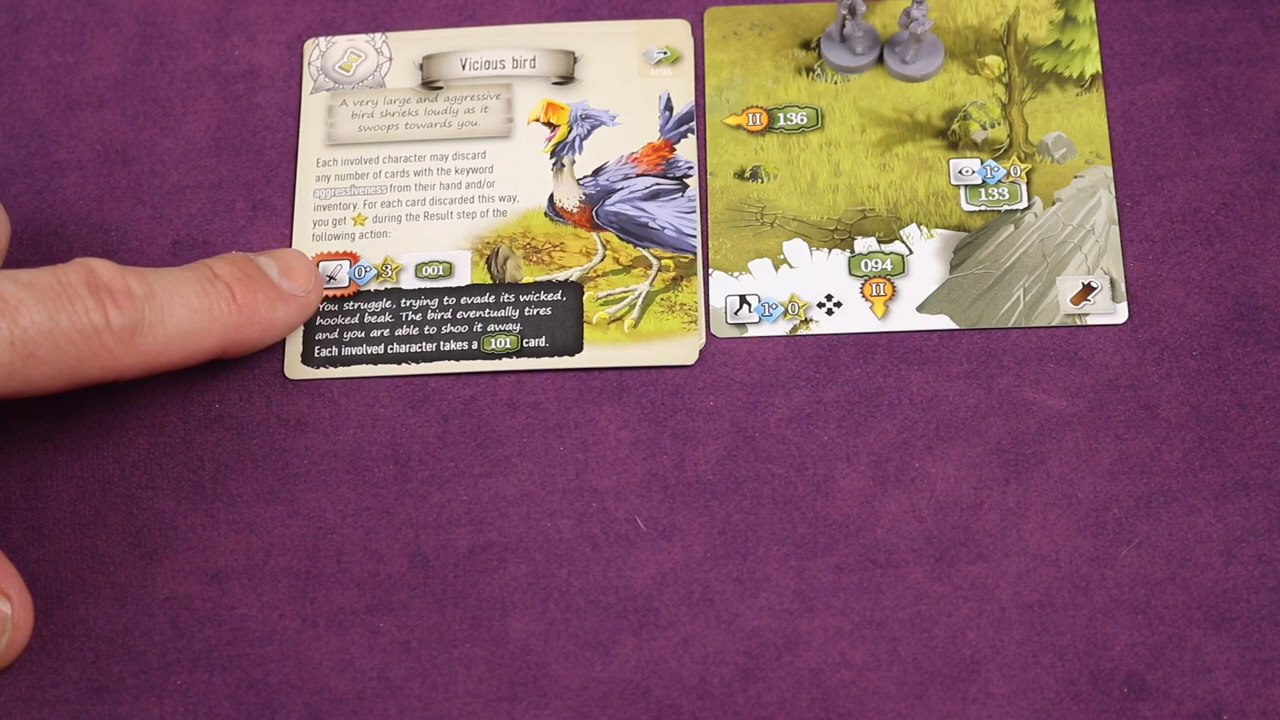 Vicious bird
A very large and aggressive
bird shrieks loudly as it
swoops towards you.
Each involved character may discard
any number of cards with the keyword
aggressiveness from their hand and/or
inventory. For each card discarded this way,
you get during the Result step of the
following action:
0+ 3 001
You struggle, trying to evade its wicked,
hooked beak. The bird eventually tires
and you are able to shoo it away.
Each involved character takes a 101 card.
II 136
1+ 0
133
094
II
1+ 0